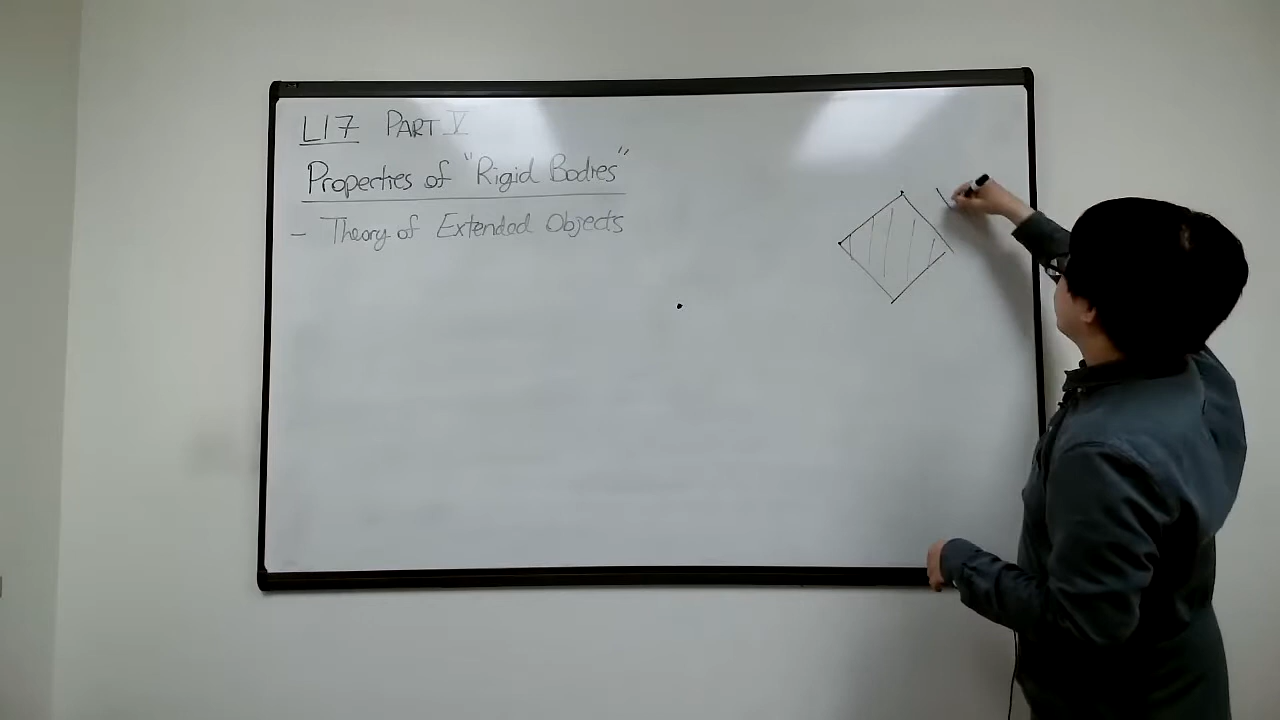 L17 PART V
Properties of "Rigid Bodies"
- Theory of Extended Objects